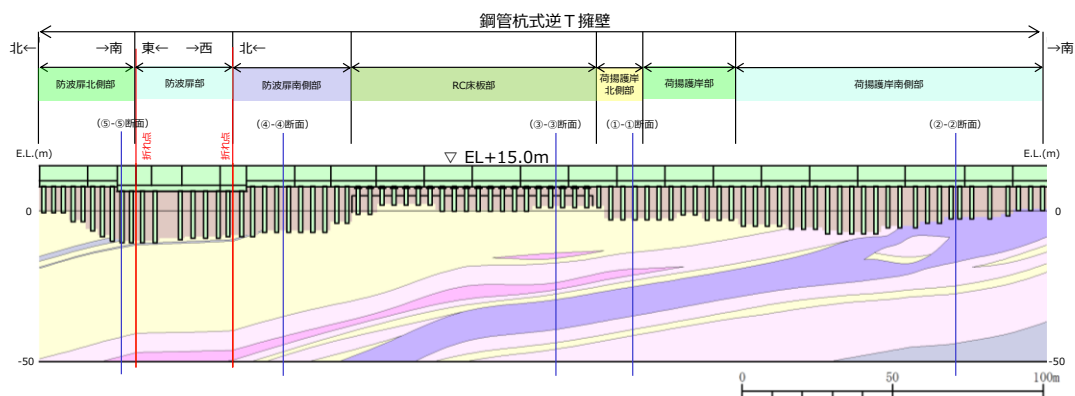 鋼管杭式逆T擁壁
北← →南 東← →西 北← →南
防波扉北側部 防波扉部 防波扉南側部 RC床板部 荷揚護岸
北側部 荷揚護岸部 荷揚護岸南側部
(⑤-⑤断面) 折れ点 折れ点 (④-④断面) (③-③断面) (①-①断面) (②-②断面)
E.L.(m) ▽ EL+15.0m E.L.(m)
0 0
-50 -50
0 50 100m